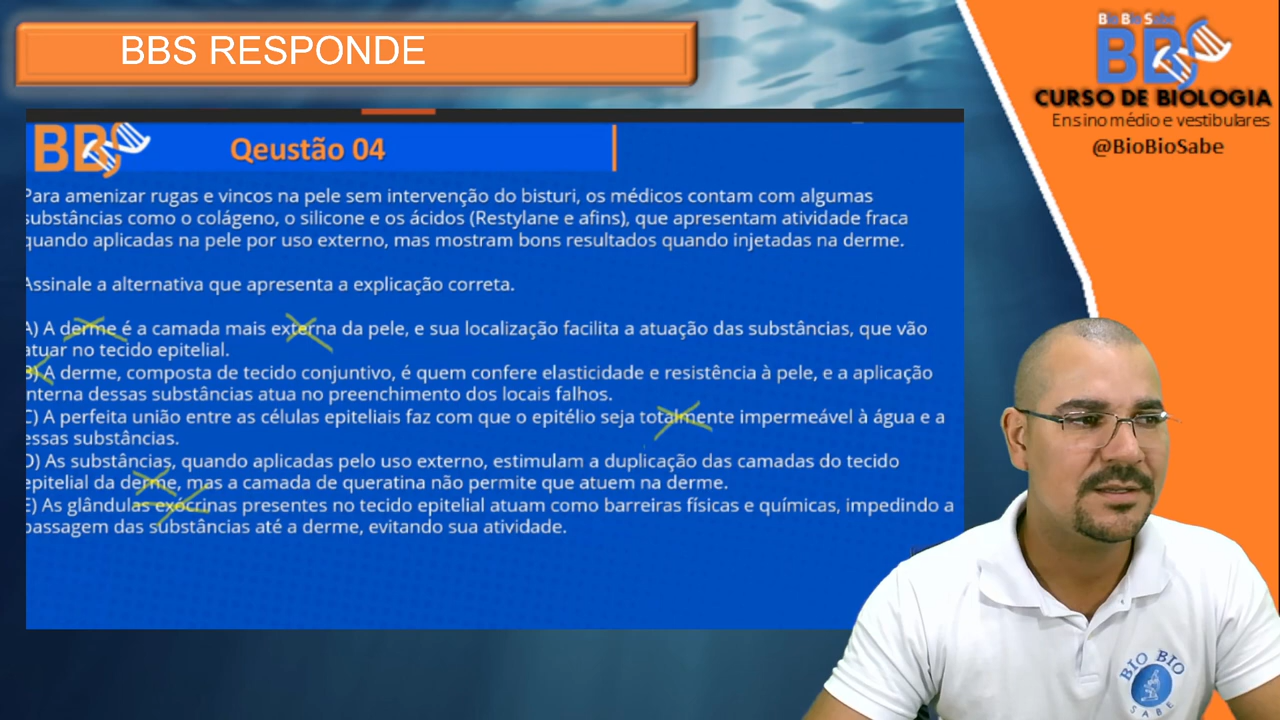 BBS RESPONDE
Bio Bio Sabe
BBS
CURSO DE BIOLOGIA
Ensino médio e vestibulares
@BioBioSabe
BBS
Qeustão 04
Para amenizar rugas e vincos na pele sem intervenção do bisturi, os médicos contam com algumas
substâncias como o colágeno, o silicone e os ácidos (Restylane e afins), que apresentam atividade fraca
quando aplicadas na pele por uso externo, mas mostram bons resultados quando injetadas na derme.
Assinale a alternativa que apresenta a explicação correta.
A) A derme é a camada mais externa da pele, e sua localização facilita a atuação das substâncias, que vão
atuar no tecido epitelial.
B) A derme, composta de tecido conjuntivo, é quem confere elasticidade e resistência à pele, e a aplicação
interna dessas substâncias atua no preenchimento dos locais falhos.
C) A perfeita união entre as células epiteliais faz com que o epitélio seja totalmente impermeável à água e a
essas substâncias.
D) As substâncias, quando aplicadas pelo uso externo, estimulam a duplicação das camadas do tecido
epitelial da derme, mas a camada de queratina não permite que atuem na derme.
E) As glândulas exócrinas presentes no tecido epitelial atuam como barreiras físicas e químicas, impedindo a
passagem das substâncias até a derme, evitando sua atividade.
BIO BIO
SABE